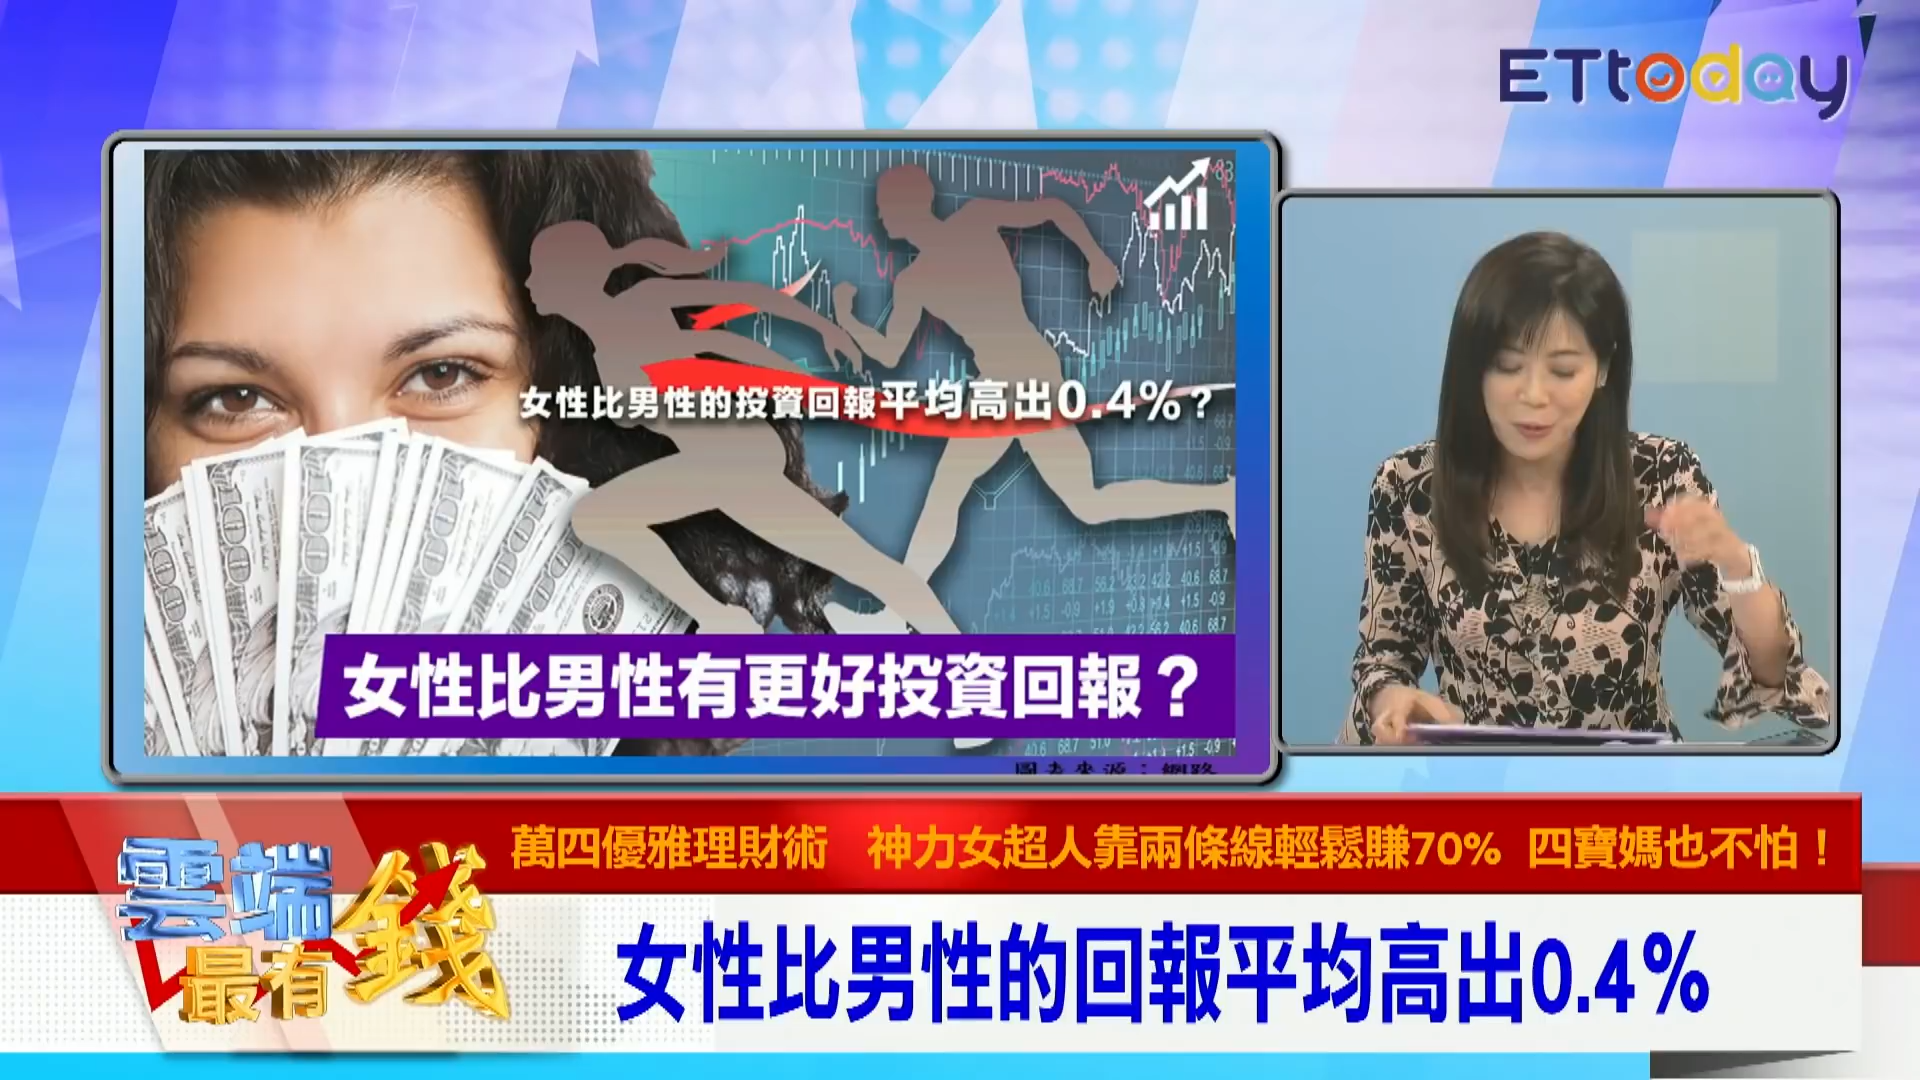 ETtoday
女性比男性的投資回報平均高出0.4%？
女性比男性有更好投資回報？
雲端最有錢
萬四優雅理財術 神力女超人靠兩條線輕鬆賺70% 四寶媽也不怕！
女性比男性的回報平均高出0.4%